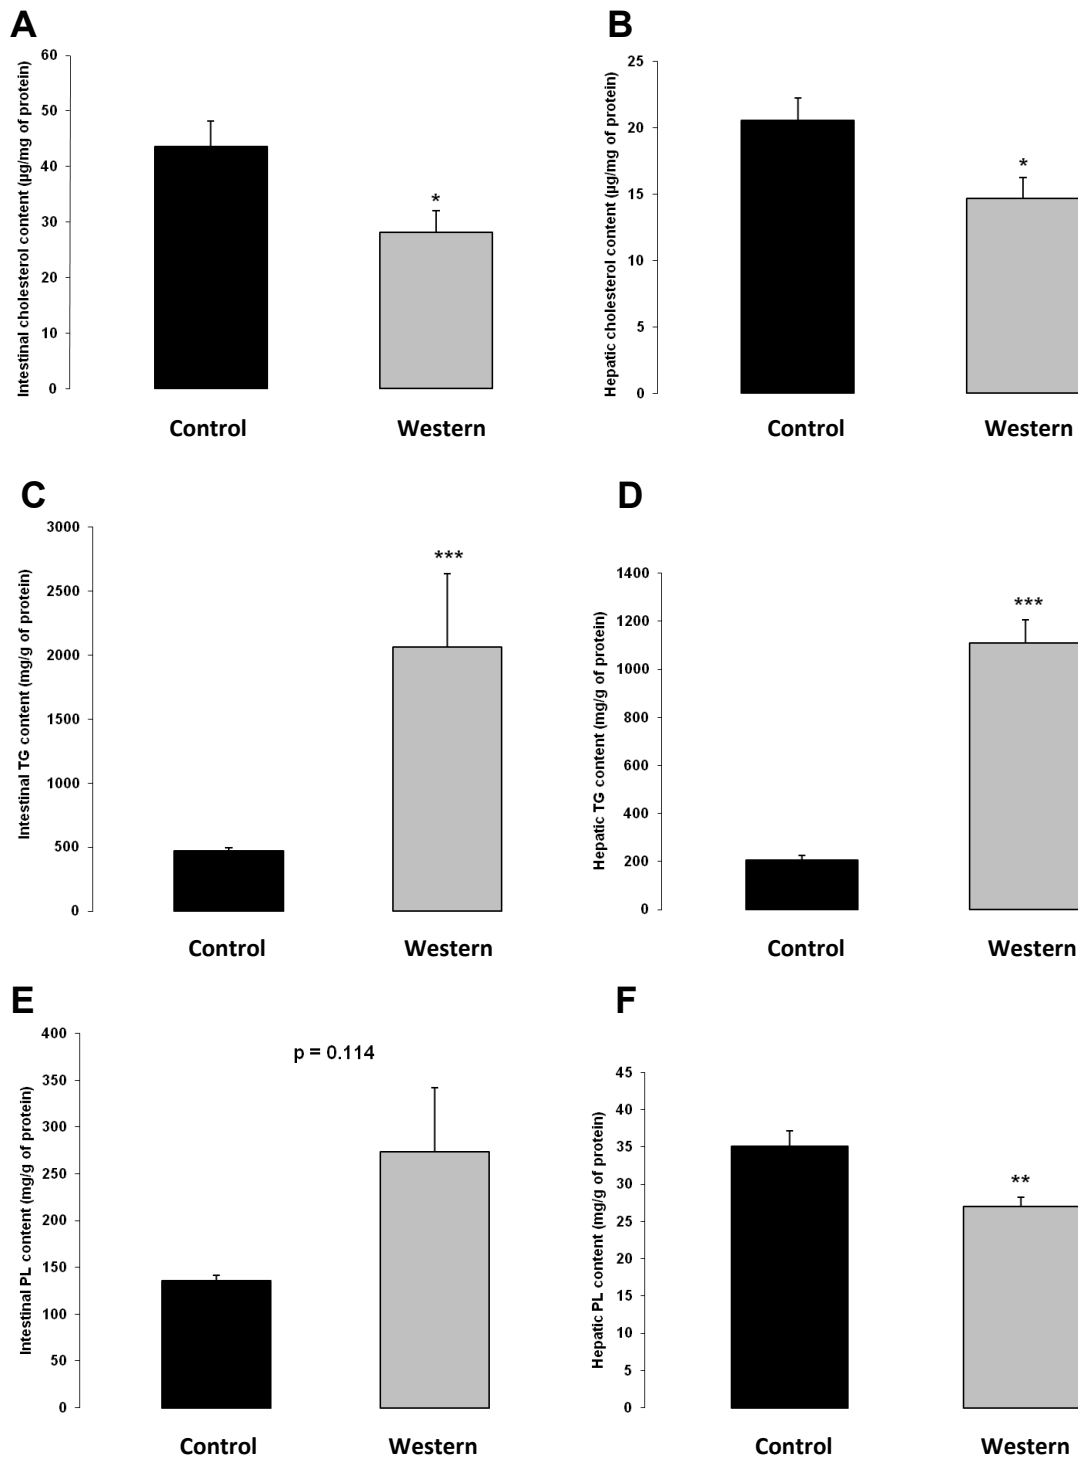 A
Intestinal cholesterol content (µg/mg of protein)
60
50
40
30
20
10
0
*
Control
Western
B
Hepatic cholesterol content (µg/mg of protein)
25
20
15
10
5
0
*
Control
Western
C
Intestinal TG content (mg/g of protein)
3000
2500
2000
1500
1000
500
0
***
Control
Western
D
Hepatic TG content (mg/g of protein)
1400
1200
1000
800
600
400
200
0
***
Control
Western
E
Intestinal PL content (mg/g of protein)
400
350
300
250
200
150
100
50
0
p = 0.114
Control
Western
F
Hepatic PL content (mg/g of protein)
45
40
35
30
25
20
15
10
5
0
**
Control
Western